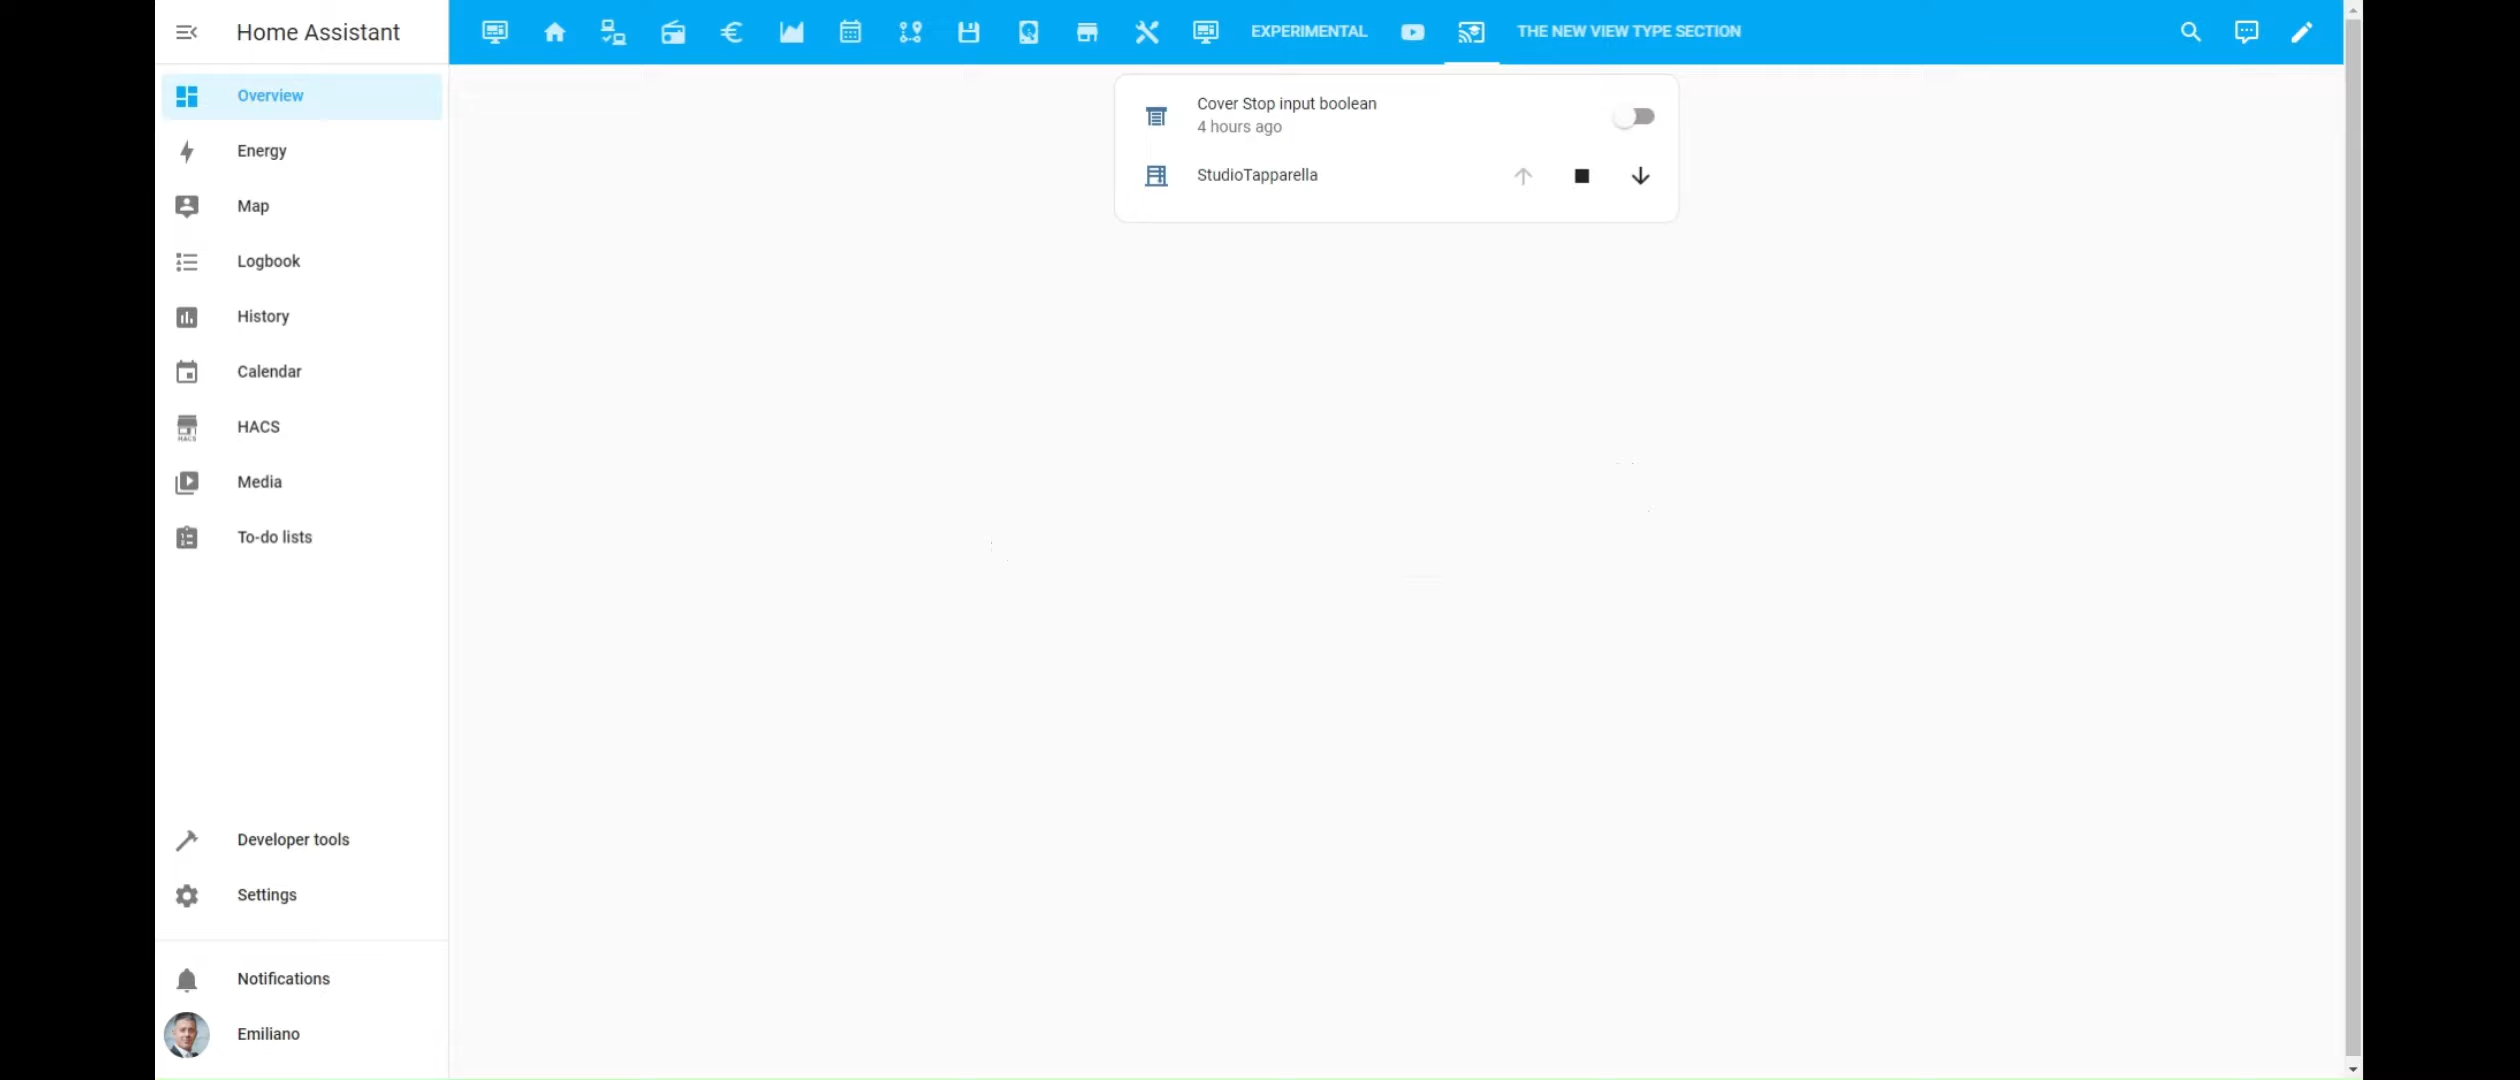 Home Assistant
EXPERIMENTAL
THE NEW VIEW TYPE SECTION
Overview
Energy
Map
Logbook
History
Calendar
HACS
HACS
Media
To-do lists
Developer tools
Settings
Notifications
Emiliano
Cover Stop input boolean
4 hours ago
StudioTapparella